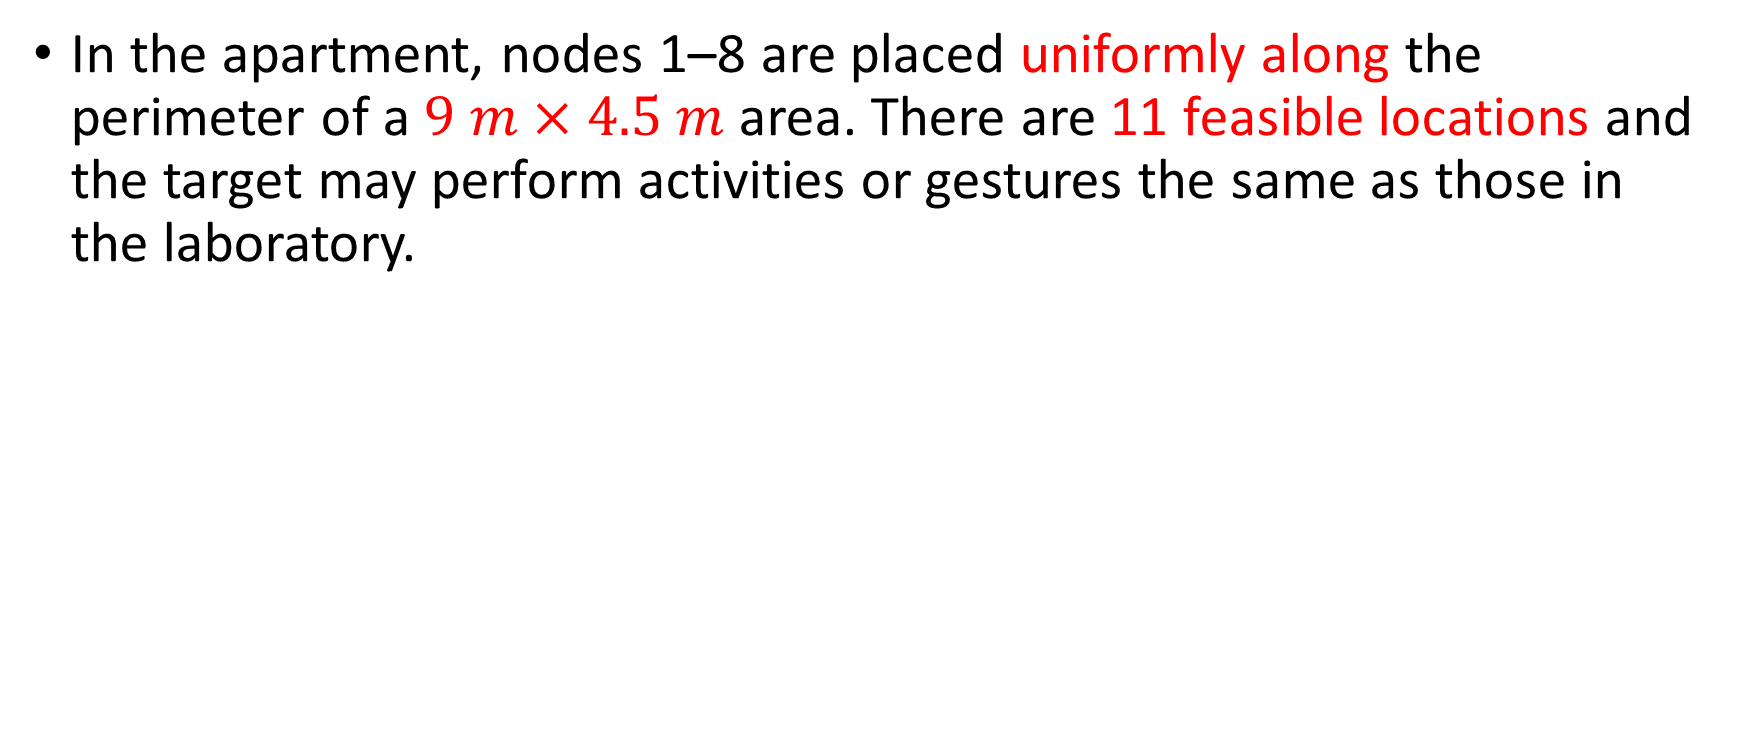 • In the apartment, nodes 1–8 are placed uniformly along the
perimeter of a 9 m × 4.5 m area. There are 11 feasible locations and
the target may perform activities or gestures the same as those in
the laboratory.